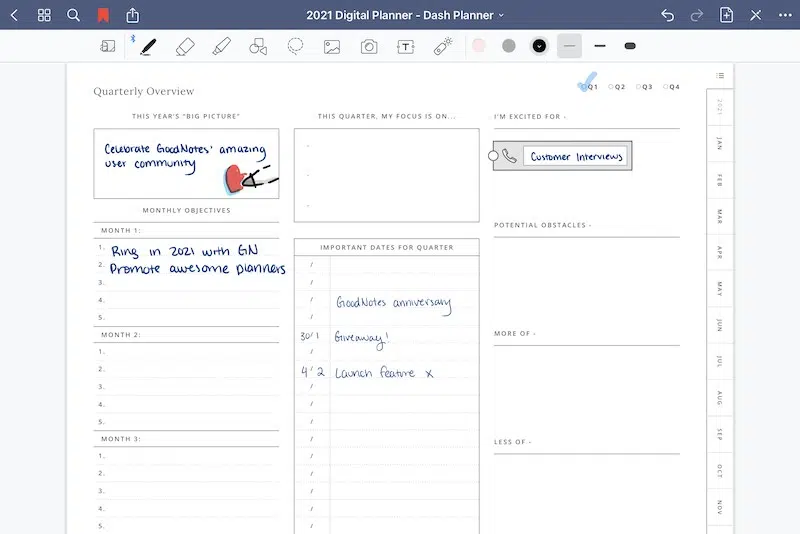 2021 Digital Planner - Dash Planner
Quarterly Overview
Q1 Q2 Q3 Q4
THIS YEAR'S "BIG PICTURE"
Celebrate GoodNotes' amazing
user community
MONTHLY OBJECTIVES
MONTH 1:
1. Ring in 2021 with GN
2. Promote awesome planners
3.
4.
5.
MONTH 2:
1.
2.
3.
4.
5.
MONTH 3:
1.
2.
3.
4.
5.
THIS QUARTER, MY FOCUS IS ON...
IMPORTANT DATES FOR QUARTER
/
/
/ GoodNotes anniversary
/
30/1 Giveaway!
/
4/2 Launch feature x
/
/
/
/
/
/
/
/
/
I'M EXCITED FOR -
Customer Interviews
POTENTIAL OBSTACLES -
MORE OF -
LESS OF -
2021
JAN
FEB
MAR
APR
MAY
JUN
JUL
AUG
SEP
OCT
NOV